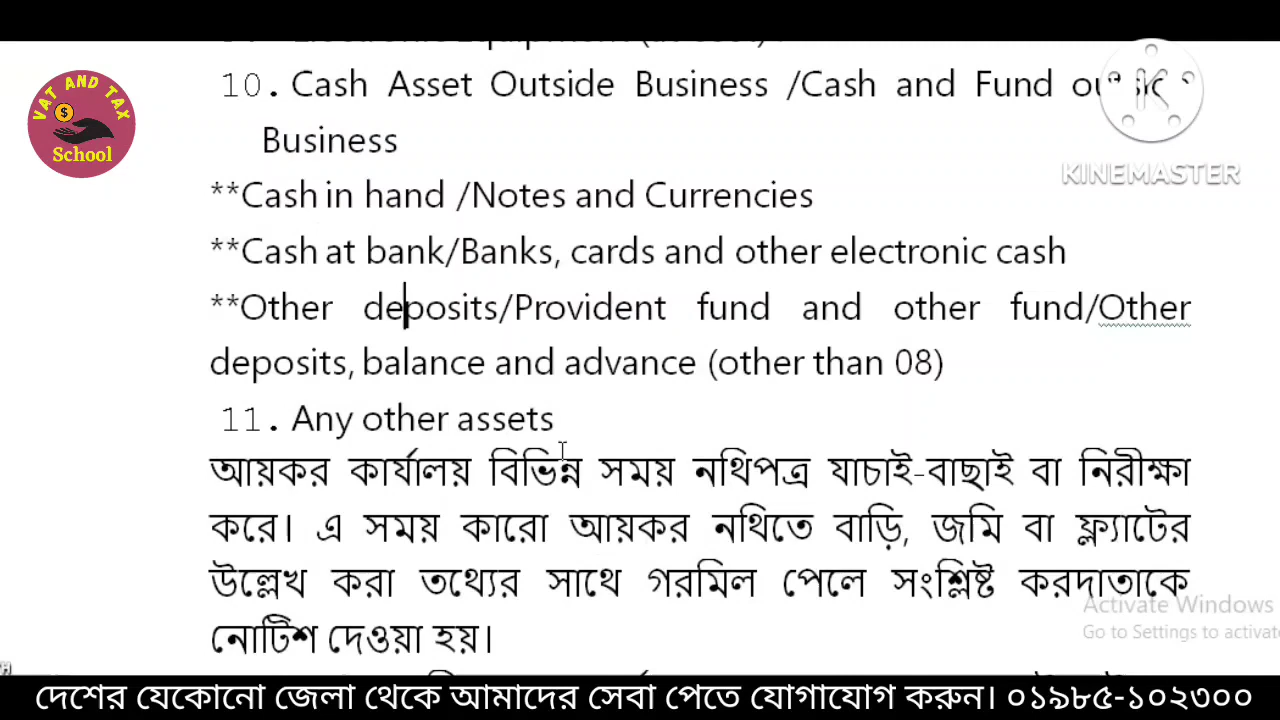 10. Cash Asset Outside Business /Cash and Fund
Business
**Cash in hand /Notes and Currencies
**Cash at bank/Banks, cards and other electronic cash
**Other deposits/Provident fund and other fund/Other
deposits, balance and advance (other than 08)
11. Any other assets
আয়কর কার্যালয় বিভিন্ন সময় নথিপত্র যাচাই-বাছাই বা নিরীক্ষা
করে। এ সময় কারো আয়কর নথিতে বাড়ি, জমি বা ফ্ল্যাটের
উল্লেখ করা তথ্যের সাথে গরমিল পেলে সংশ্লিষ্ট করদাতাকে
নোটিশ দেওয়া হয়।
VAT AND TAX
$
School
K
KINEMASTER
Activate Windows
Go to Settings to activate
দেশের যেকোনো জেলা থেকে আমাদের সেবা পেতে যোগাযোগ করুন। ০১৯৮৫-১০২৩০০